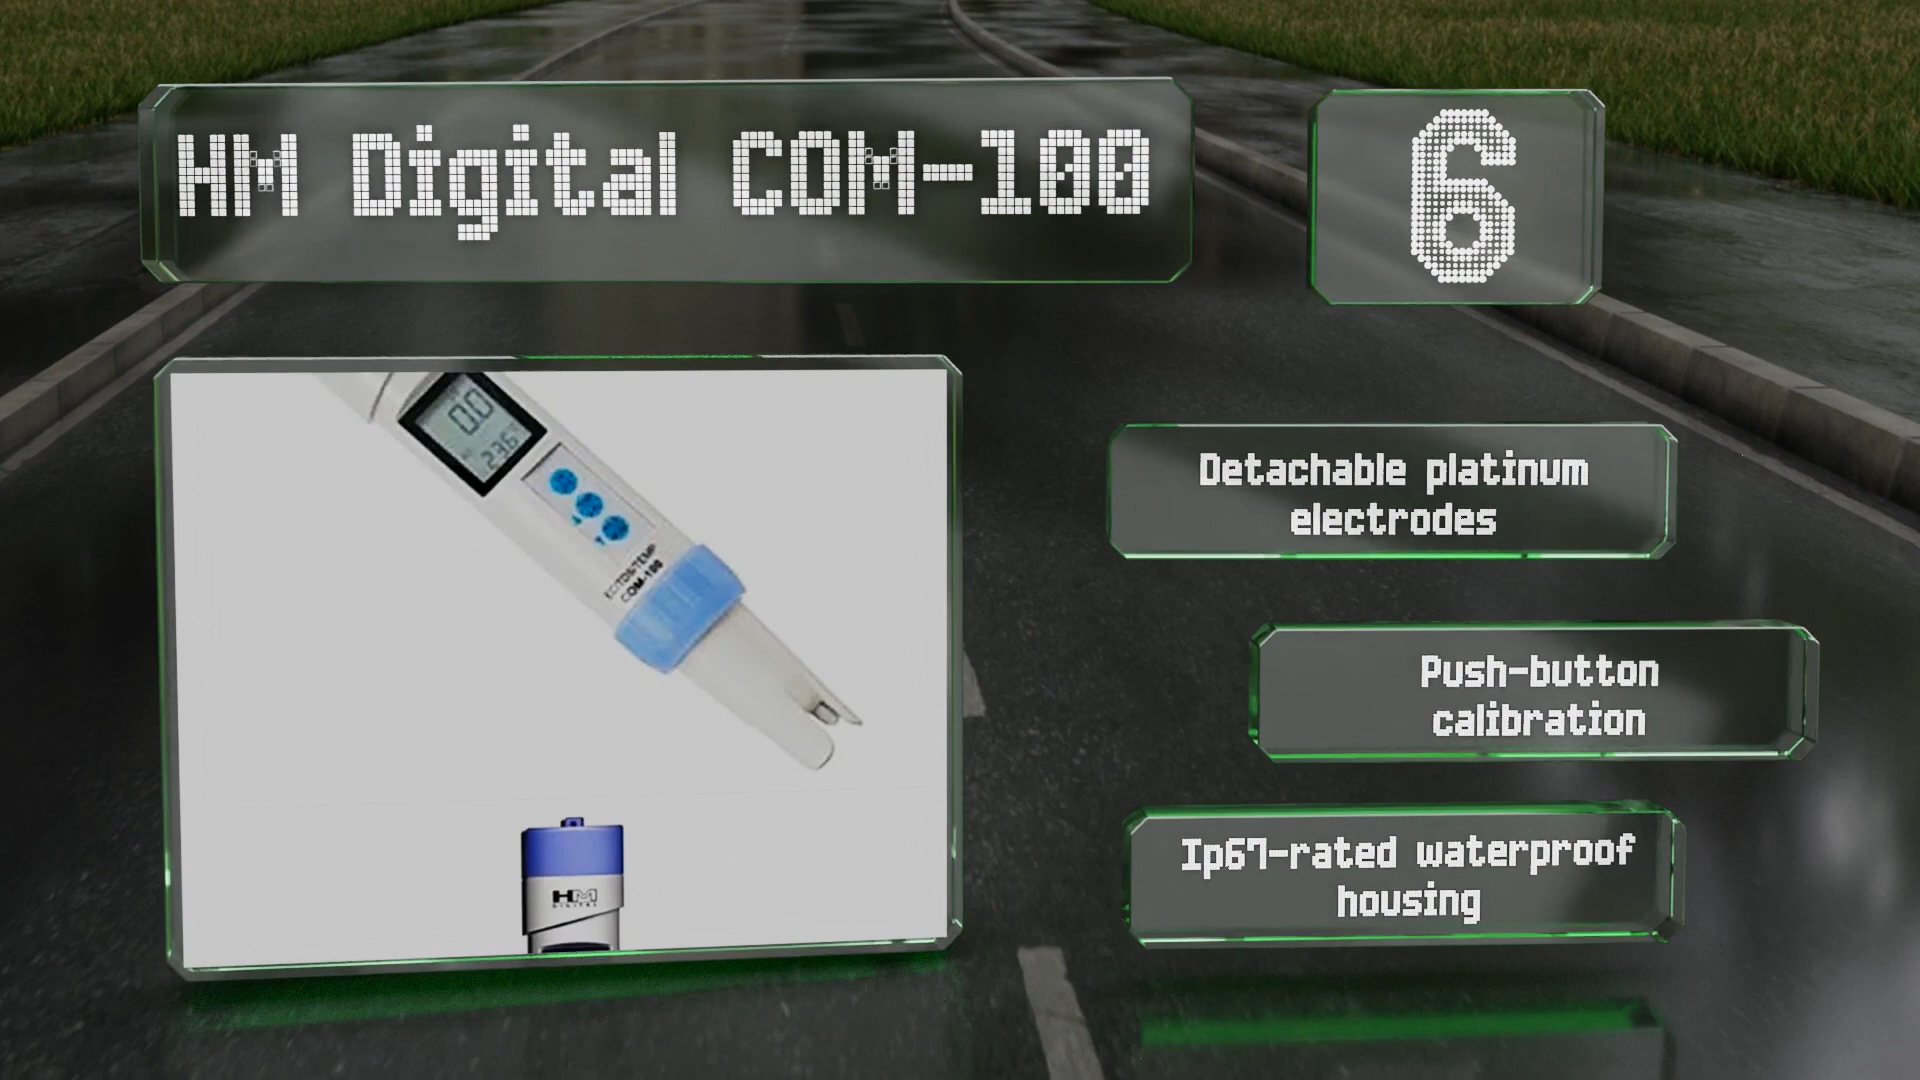 HM Digital COM-100
6
0.0
23.6
EC/TDS/TEMP
COM-100
HM
DIGITAL
Detachable platinum
electrodes
Push-button
calibration
Ip67-rated waterproof
housing